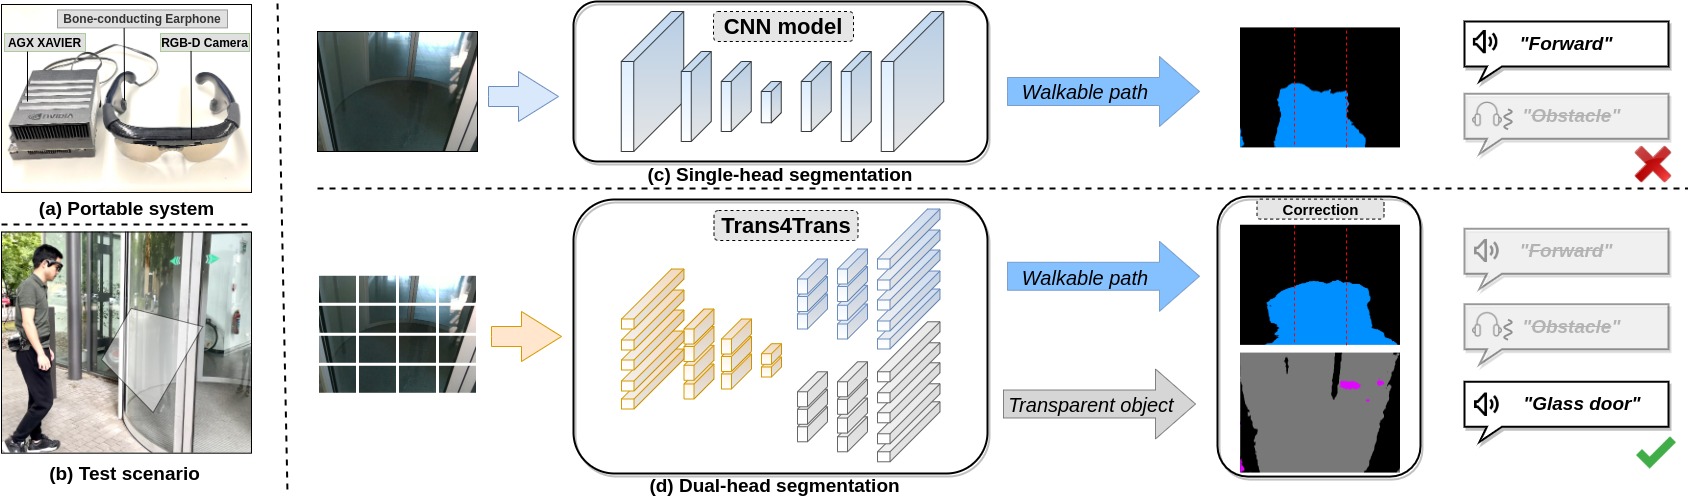 Bone-conducting Earphone
AGX XAVIER
RGB-D Camera
NVIDIA
(a) Portable system
(b) Test scenario
CNN model
Walkable path
"Forward"
"Obstacle"
(c) Single-head segmentation
Trans4Trans
Walkable path
Transparent object
Correction
"Forward"
"Obstacle"
"Glass door"
(d) Dual-head segmentation